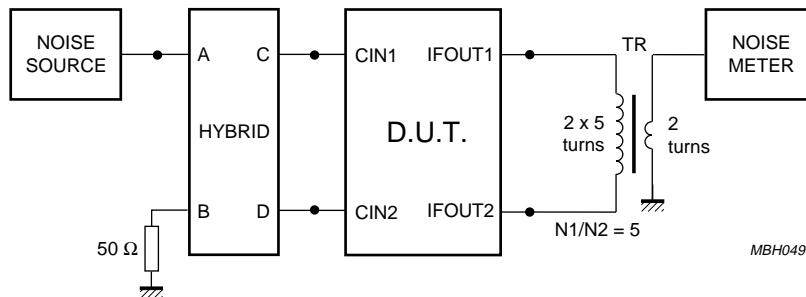 NOISE
SOURCE
A
C
B
D
HYBRID
50 Ω
CIN1
IFOUT1
D.U.T.
CIN2
IFOUT2
TR
2 x 5
turns
2
turns
N1/N2 = 5
NOISE
METER
MBH049